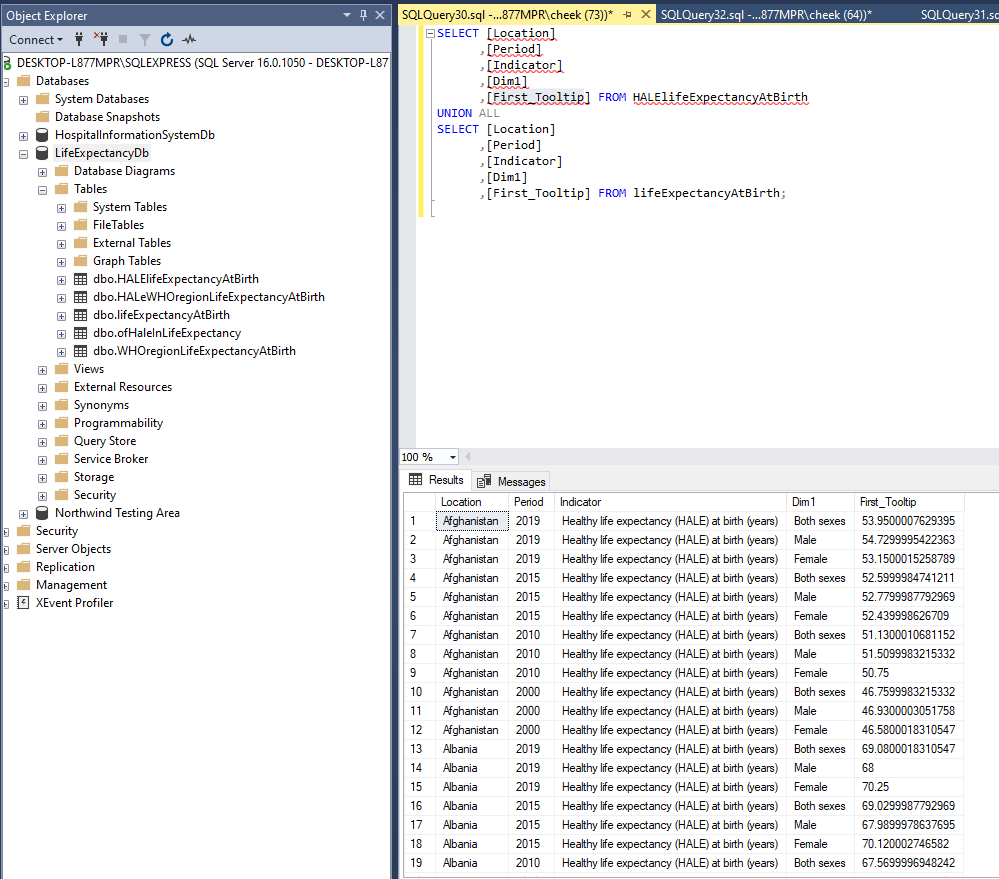 Object Explorer
Connect
DESKTOP-L877MPR\SQLEXPRESS (SQL Server 16.0.1050 - DESKTOP-L87
Databases
System Databases
Database Snapshots
HospitalInformationSystemDb
LifeExpectancyDb
Database Diagrams
Tables
System Tables
FileTables
External Tables
Graph Tables
dbo.HALElifeExpectancyAtBirth
dbo.HALeWHOregionLifeExpectancyAtBirth
dbo.lifeExpectancyAtBirth
dbo.ofHaleInLifeExpectancy
dbo.WHOregionLifeExpectancyAtBirth
Views
External Resources
Synonyms
Programmability
Query Store
Service Broker
Storage
Security
Northwind Testing Area
Security
Server Objects
Replication
Management
XEvent Profiler
SQLQuery30.sql -...877MPR\cheek (73))* SQLQuery32.sql -...877MPR\cheek (64))* SQLQuery31.sq
SELECT [Location]
,[Period]
,[Indicator]
,[Dim1]
,[First_Tooltip] FROM HALElifeExpectancyAtBirth
UNION ALL
SELECT [Location]
,[Period]
,[Indicator]
,[Dim1]
,[First_Tooltip] FROM lifeExpectancyAtBirth;
100 %
Results Messages
Location Period Indicator Dim1 First_Tooltip
1 Afghanistan 2019 Healthy life expectancy (HALE) at birth (years) Both sexes 53.9500007629395
2 Afghanistan 2019 Healthy life expectancy (HALE) at birth (years) Male 54.7299995422363
3 Afghanistan 2019 Healthy life expectancy (HALE) at birth (years) Female 53.1500015258789
4 Afghanistan 2015 Healthy life expectancy (HALE) at birth (years) Both sexes 52.5999984741211
5 Afghanistan 2015 Healthy life expectancy (HALE) at birth (years) Male 52.7799987792969
6 Afghanistan 2015 Healthy life expectancy (HALE) at birth (years) Female 52.439998626709
7 Afghanistan 2010 Healthy life expectancy (HALE) at birth (years) Both sexes 51.1300010681152
8 Afghanistan 2010 Healthy life expectancy (HALE) at birth (years) Male 51.5099983215332
9 Afghanistan 2010 Healthy life expectancy (HALE) at birth (years) Female 50.75
10 Afghanistan 2000 Healthy life expectancy (HALE) at birth (years) Both sexes 46.7599983215332
11 Afghanistan 2000 Healthy life expectancy (HALE) at birth (years) Male 46.9300003051758
12 Afghanistan 2000 Healthy life expectancy (HALE) at birth (years) Female 46.5800018310547
13 Albania 2019 Healthy life expectancy (HALE) at birth (years) Both sexes 69.0800018310547
14 Albania 2019 Healthy life expectancy (HALE) at birth (years) Male 68
15 Albania 2019 Healthy life expectancy (HALE) at birth (years) Female 70.25
16 Albania 2015 Healthy life expectancy (HALE) at birth (years) Both sexes 69.0299987792969
17 Albania 2015 Healthy life expectancy (HALE) at birth (years) Male 67.9899978637695
18 Albania 2015 Healthy life expectancy (HALE) at birth (years) Female 70.120002746582
19 Albania 2010 Healthy life expectancy (HALE) at birth (years) Both sexes 67.5699996948242